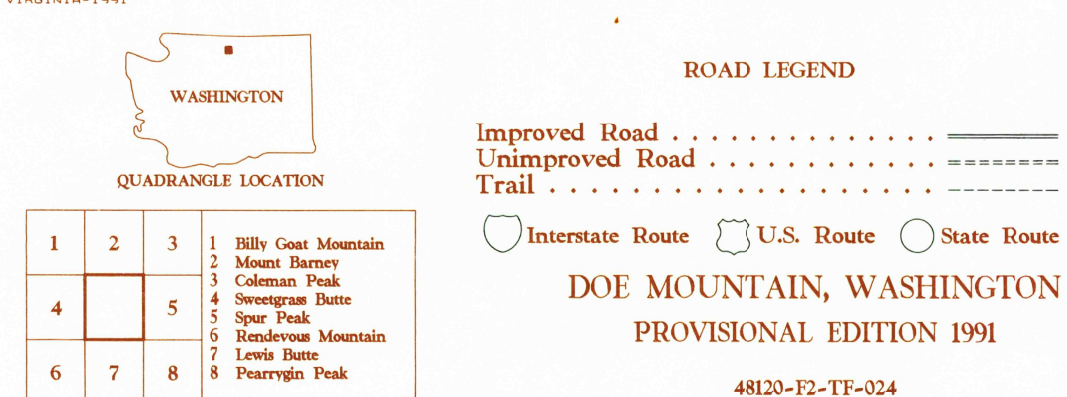 VIRGINIA-1991
WASHINGTON
QUADRANGLE LOCATION
1 2 3
4 5
6 7 8
1 Billy Goat Mountain
2 Mount Barney
3 Coleman Peak
4 Sweetgrass Butte
5 Spur Peak
6 Rendevous Mountain
7 Lewis Butte
8 Pearrygin Peak
ROAD LEGEND
Improved Road . . . . . . . . . . . . . .
Unimproved Road . . . . . . . . . . . .
Trail . . . . . . . . . . . . . . . . . . .
Interstate Route U.S. Route State Route
DOE MOUNTAIN, WASHINGTON
PROVISIONAL EDITION 1991
48120-F2-TF-024